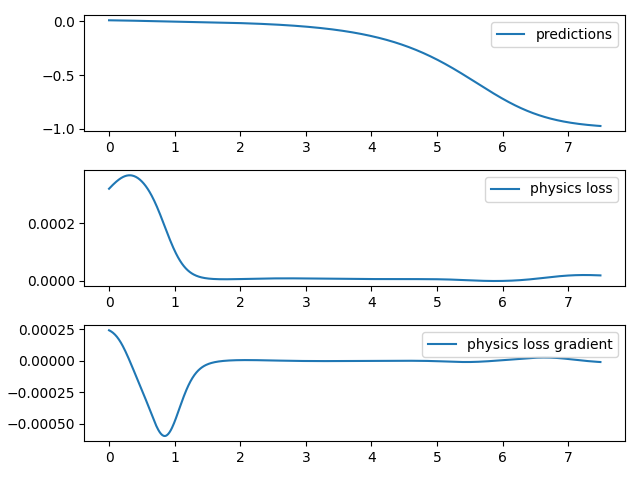 predictions
0.0
−0.5
−1.0
0 1 2 3 4 5 6 7
physics loss
0.0002
0.0000
0 1 2 3 4 5 6 7
physics loss gradient
0.00025
0.00000
−0.00025
−0.00050
0 1 2 3 4 5 6 7